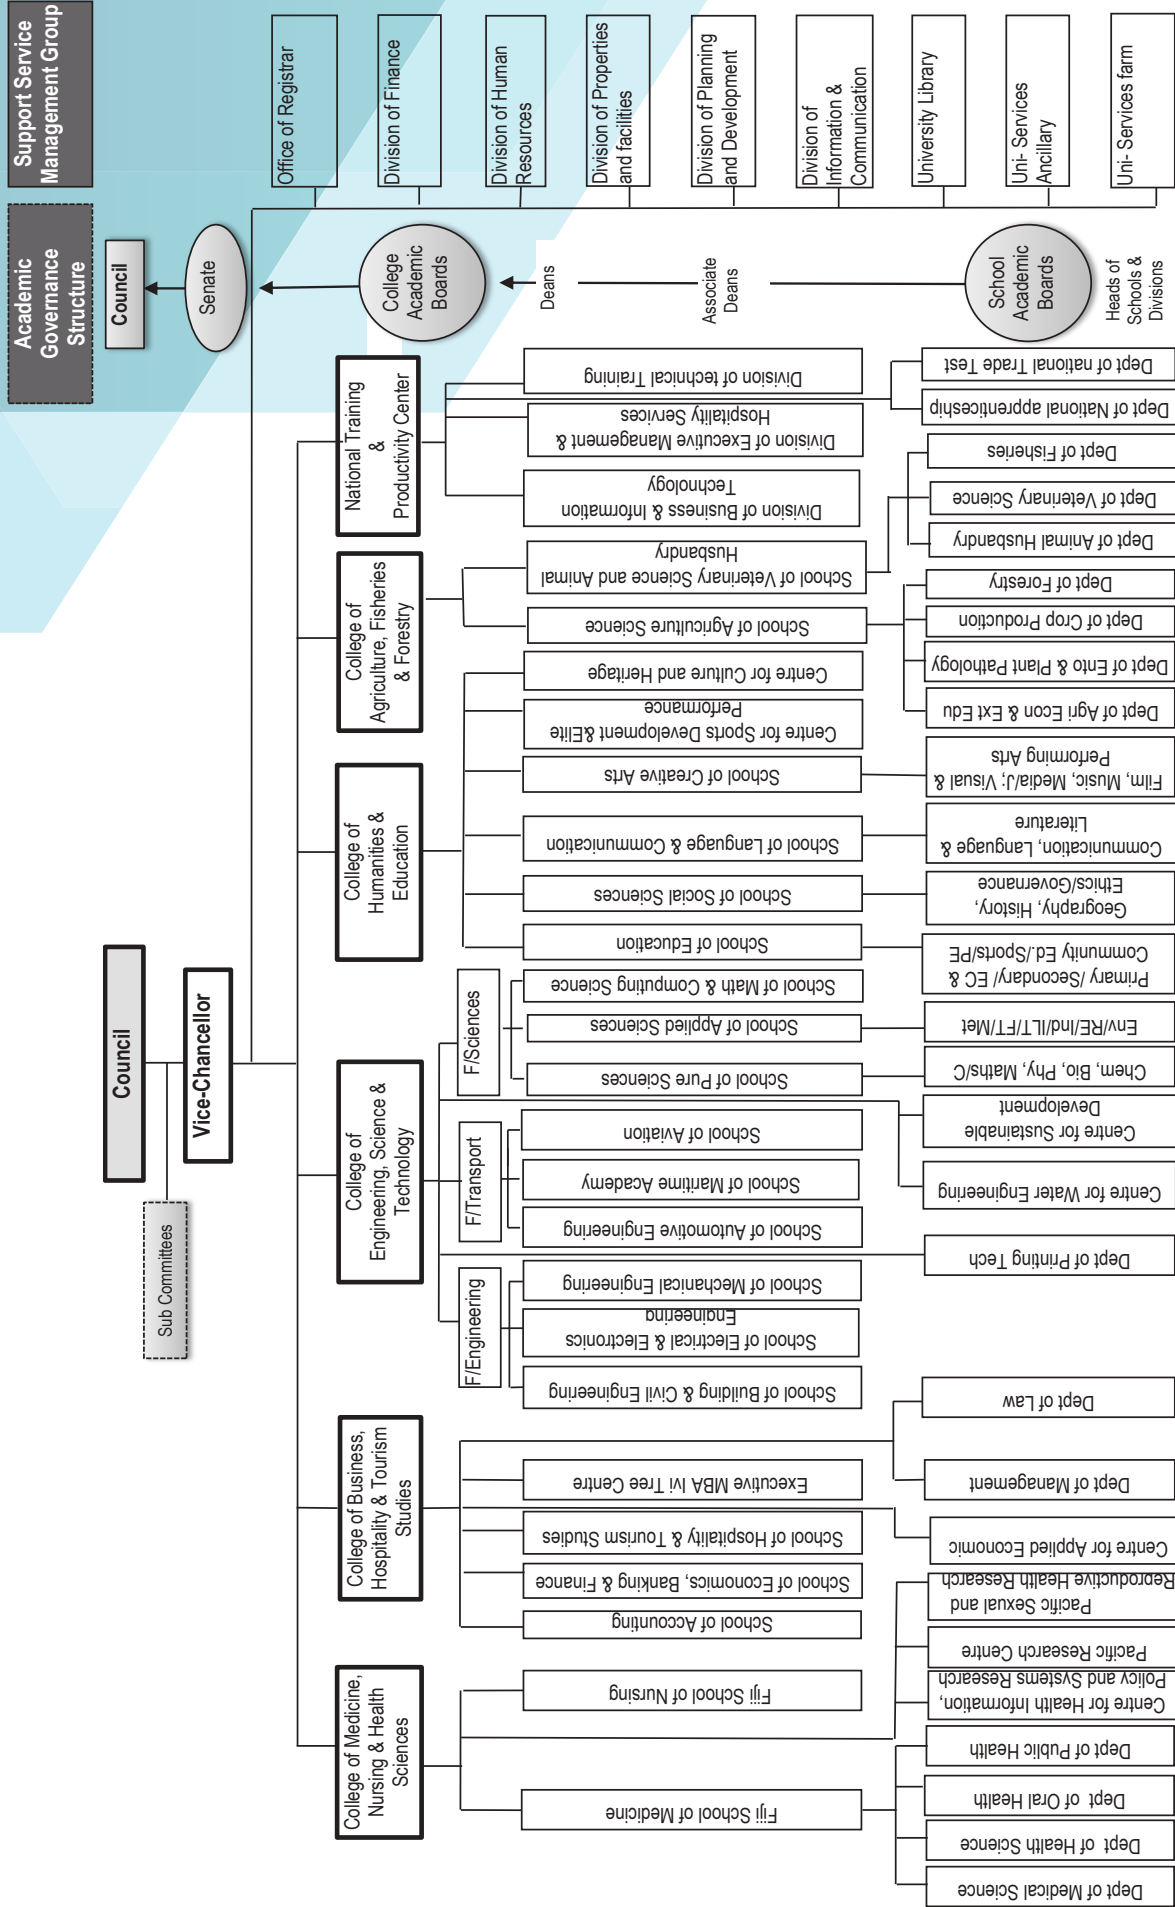 Council
Sub Committees
Vice-Chancellor
College of Medicine,
Nursing & Health
Sciences
College of Business,
Hospitality & Tourism
Studies
College of
Engineering, Science &
Technology
College of
Humanities &
Education
College of
Agriculture, Fisheries
& Forestry
National Training
&
Productivity Center
F/Engineering
F/Transport
F/Sciences
Fiji School of Medicine
Fiji School of Nursing
School of Accounting
School of Economics, Banking & Finance
School of Hospitality & Tourism Studies
Executive MBA Ivi Tree Centre
School of Building & Civil Engineering
School of Electrical & Electronics
Engineering
School of Mechanical Engineering
School of Automotive Engineering
School of Maritime Academy
School of Aviation
School of Pure Sciences
School of Applied Sciences
School of Math & Computing Science
School of Education
School of Social Sciences
School of Language & Communication
School of Creative Arts
Centre for Sports Development &Elite
Performance
Centre for Culture and Heritage
School of Agriculture Science
School of Veterinary Science and Animal
Husbandry
Division of Business & Information
Technology
Division of Executive Management &
Hospitality Services
Division of technical Training
Dept of Medical Science
Dept of Health Science
Dept of Oral Health
Dept of Public Health
Centre for Health Information,
Policy and Systems Research
Pacific Research Centre
Pacific Sexual and
Reproductive Health Research
Centre for Applied Economic
Dept of Management
Dept of Law
Dept of Printing Tech
Centre for Water Engineering
Centre for Sustainable
Development
Chem, Bio, Phy, Maths/C
Env/RE/Ind/ILT/FT/Met
Primary /Secondary/ EC &
Community Ed./Sports/PE
Geography, History,
Ethics/Governance
Communication, Language &
Literature
Film, Music, Media/J; Visual &
Performing Arts
Dept of Agri Econ & Ext Edu
Dept of Ento & Plant Pathology
Dept of Crop Production
Dept of Forestry
Dept of Animal Husbandry
Dept of Veterinary Science
Dept of Fisheries
Dept of National apprenticeship
Dept of national Trade Test
Academic
Governance
Structure
Council
Senate
College
Academic
Boards
Deans
Associate
Deans
School
Academic
Boards
Heads of
Schools &
Divisions
Support Service
Management Group
Office of Registrar
Division of Finance
Division of Human
Resources
Division of Properties
and facilities
Division of Planning
and Development
Division of
Information &
Communication
University Library
Uni- Services
Ancillary
Uni- Services farm